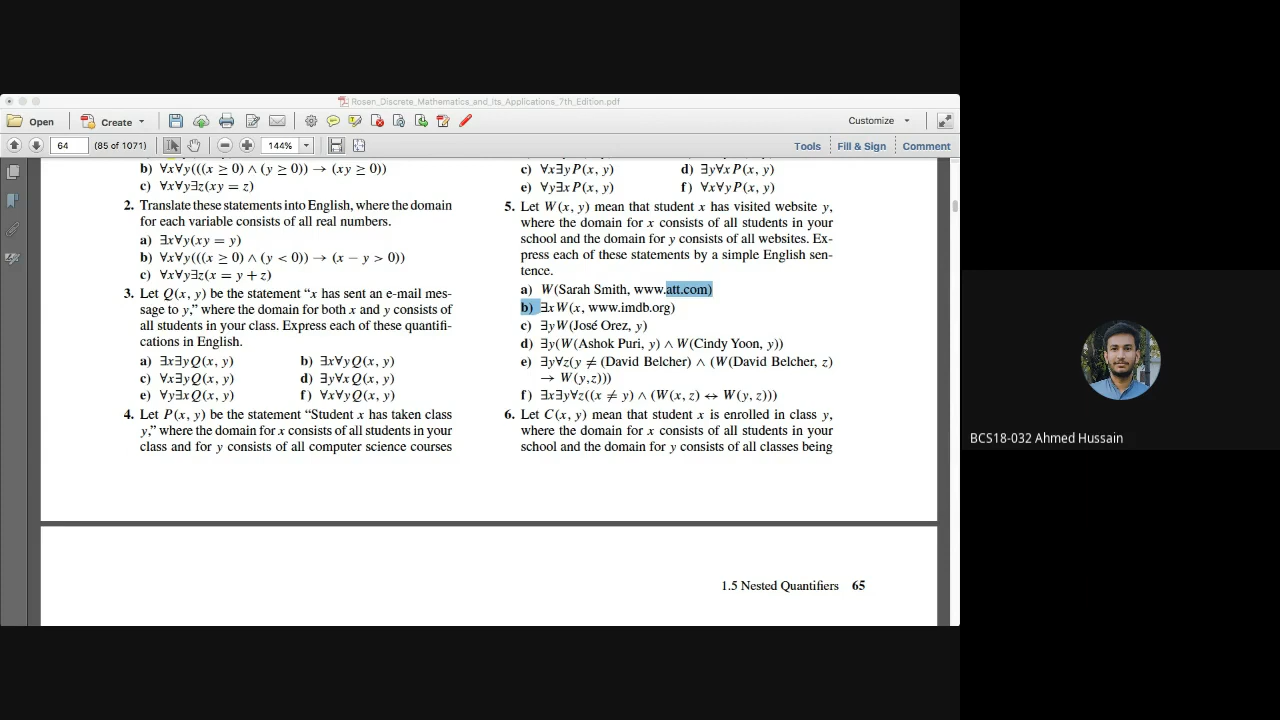 Rosen_Discrete_Mathematics_and_Its_Applications_7th_Edition.pdf
Open Create Customize
64 (85 of 1071) 144% Tools Fill & Sign Comment
b) ∀x∀y(((x ≥ 0) ∧ (y ≥ 0)) → (xy ≥ 0))
c) ∀x∀y∃z(xy = z)
2. Translate these statements into English, where the domain
for each variable consists of all real numbers.
a) ∃x∀y(xy = y)
b) ∀x∀y(((x ≥ 0) ∧ (y < 0)) → (x − y > 0))
c) ∀x∀y∃z(x = y + z)
3. Let Q(x, y) be the statement “x has sent an e-mail mes-
sage to y,” where the domain for both x and y consists of
all students in your class. Express each of these quantifi-
cations in English.
a) ∃x∃yQ(x, y) b) ∃x∀yQ(x, y)
c) ∀x∃yQ(x, y) d) ∃y∀xQ(x, y)
e) ∀y∃xQ(x, y) f) ∀x∀yQ(x, y)
4. Let P(x, y) be the statement “Student x has taken class
y,” where the domain for x consists of all students in your
class and for y consists of all computer science courses
c) ∀x∃yP(x, y) d) ∃y∀xP(x, y)
e) ∀y∃xP(x, y) f) ∀x∀yP(x, y)
5. Let W(x, y) mean that student x has visited website y,
where the domain for x consists of all students in your
school and the domain for y consists of all websites. Ex-
press each of these statements by a simple English sen-
tence.
a) W(Sarah Smith, www.att.com)
b) ∃xW(x, www.imdb.org)
c) ∃yW(José Orez, y)
d) ∃y(W(Ashok Puri, y) ∧ W(Cindy Yoon, y))
e) ∃y∀z(y ≠ (David Belcher) ∧ (W(David Belcher, z)
→ W(y,z)))
f) ∃x∃y∀z((x ≠ y) ∧ (W(x, z) ↔ W(y, z)))
6. Let C(x, y) mean that student x is enrolled in class y,
where the domain for x consists of all students in your
school and the domain for y consists of all classes being
1.5 Nested Quantifiers 65
BCS18-032 Ahmed Hussain